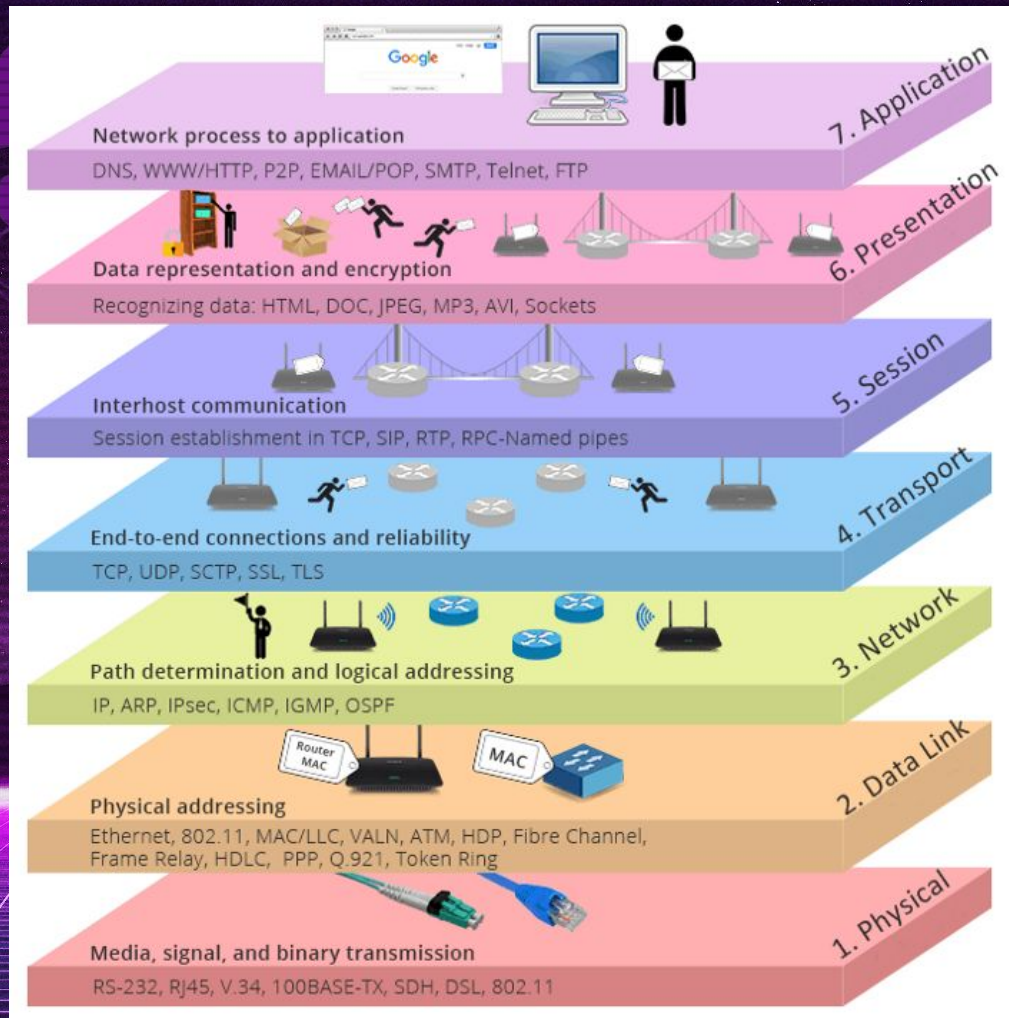 Google
7. Application
Network process to application
DNS, WWW/HTTP, P2P, EMAIL/POP, SMTP, Telnet, FTP
6. Presentation
Data representation and encryption
Recognizing data: HTML, DOC, JPEG, MP3, AVI, Sockets
5. Session
Interhost communication
Session establishment in TCP, SIP, RTP, RPC-Named pipes
4. Transport
End-to-end connections and reliability
TCP, UDP, SCTP, SSL, TLS
3. Network
Path determination and logical addressing
IP, ARP, IPsec, ICMP, IGMP, OSPF
2. Data Link
Router
MAC
MAC
Physical addressing
Ethernet, 802.11, MAC/LLC, VALN, ATM, HDP, Fibre Channel,
Frame Relay, HDLC, PPP, Q.921, Token Ring
1. Physical
Media, signal, and binary transmission
RS-232, RJ45, V.34, 100BASE-TX, SDH, DSL, 802.11